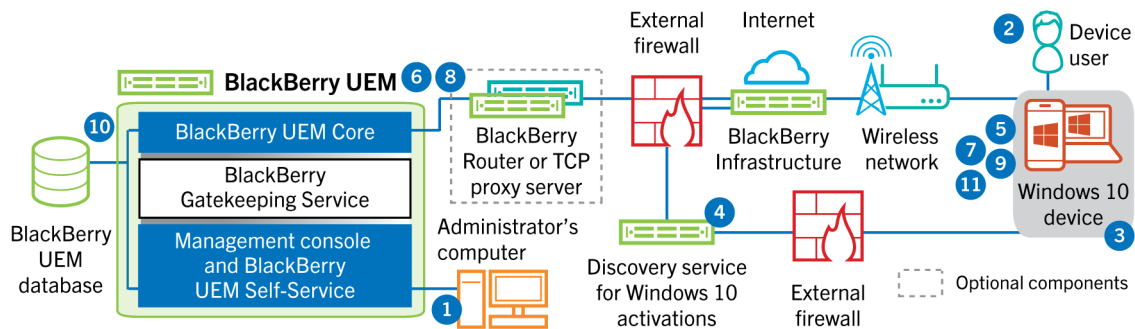 External
firewall
Internet
2
Device
user
BlackBerry UEM
6
8
10
BlackBerry UEM Core
BlackBerry
Gatekeeping Service
Management console
and BlackBerry
UEM Self-Service
BlackBerry
UEM
database
BlackBerry
Router or TCP
proxy server
BlackBerry
Infrastructure
Wireless
network
5
7
9
11
Windows 10
device
3
Administrator's
computer
1
4
Discovery service
for Windows 10
activations
External
firewall
Optional components